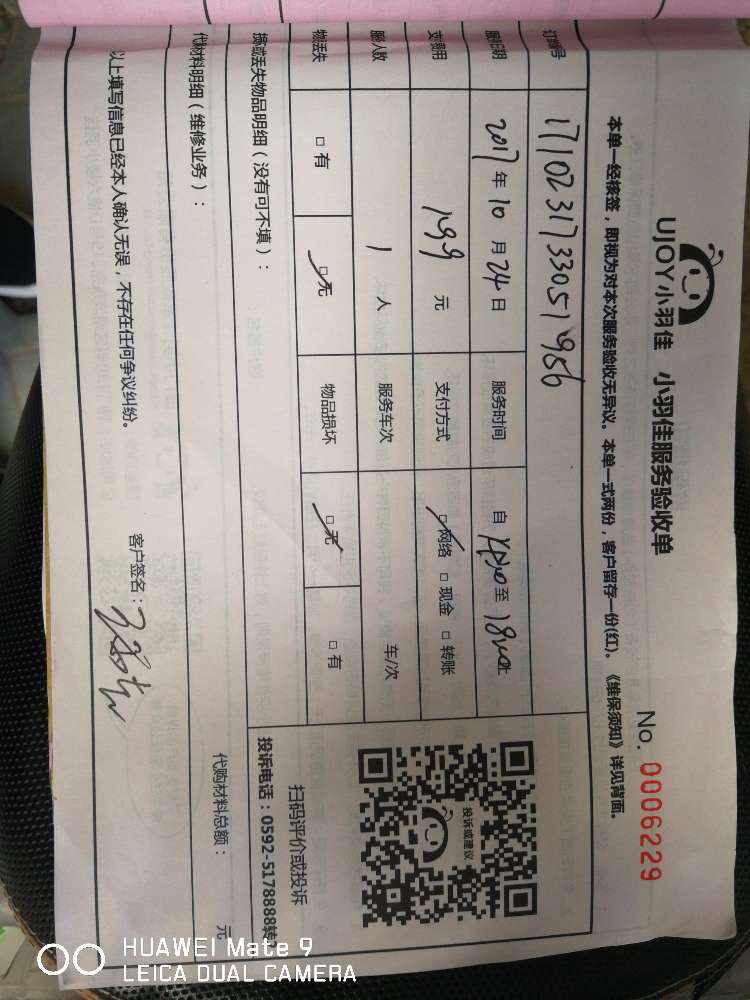 UJOY小羽佳 小羽佳服务验收单
No. 0006229
本单一经核签，即视为对本次服务验收无异议。本单一式两份，客户留存一份(红)。《维保须知》详见背面。
订单编号 1710231733051986
服务日期 2017年10月24日 服务时间 自 至 止
支付费用 199元 支付方式 □网络 □现金 □转账
服务人数 1人 服务车次 车/次
物品丢失 □有 □无 物品损坏 □无 □有
投诉或建议
扫码评价或投诉
投诉电话：0592-5178888转
损坏或丢失物品明细（没有可不填）：
代购材料明细（维修业务）：
代购材料总额： 元
以上填写信息已经本人确认无误，不存在任何争议纠纷。
客户签名：
HUAWEI Mate 9
LEICA DUAL CAMERA